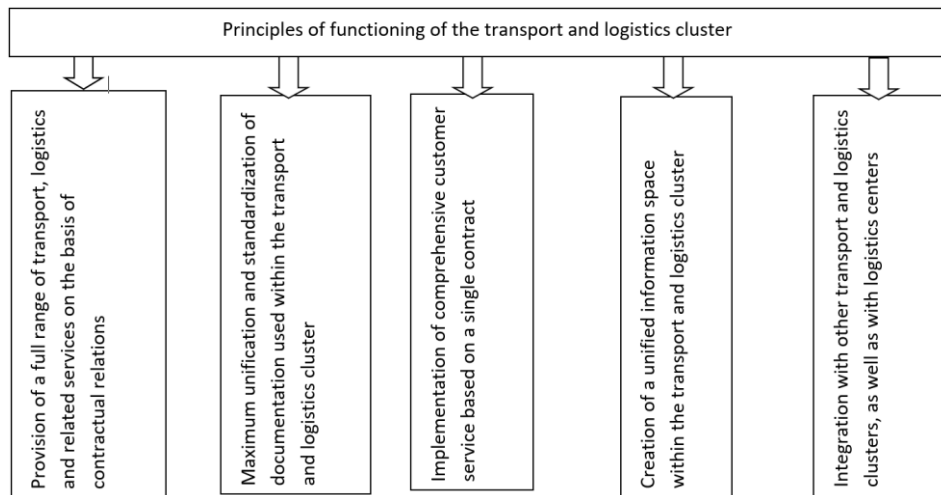 Principles of functioning of the transport and logistics cluster
Provision of a full range of transport, logistics
and related services on the basis of
contractual relations
Maximum unification and standardization of
documentation used within the transport
and logistics cluster
Implementation of comprehensive customer
service based on a single contract
Creation of a unified information space
within the transport and logistics cluster
Integration with other transport and logistics
clusters, as well as with logistics centers